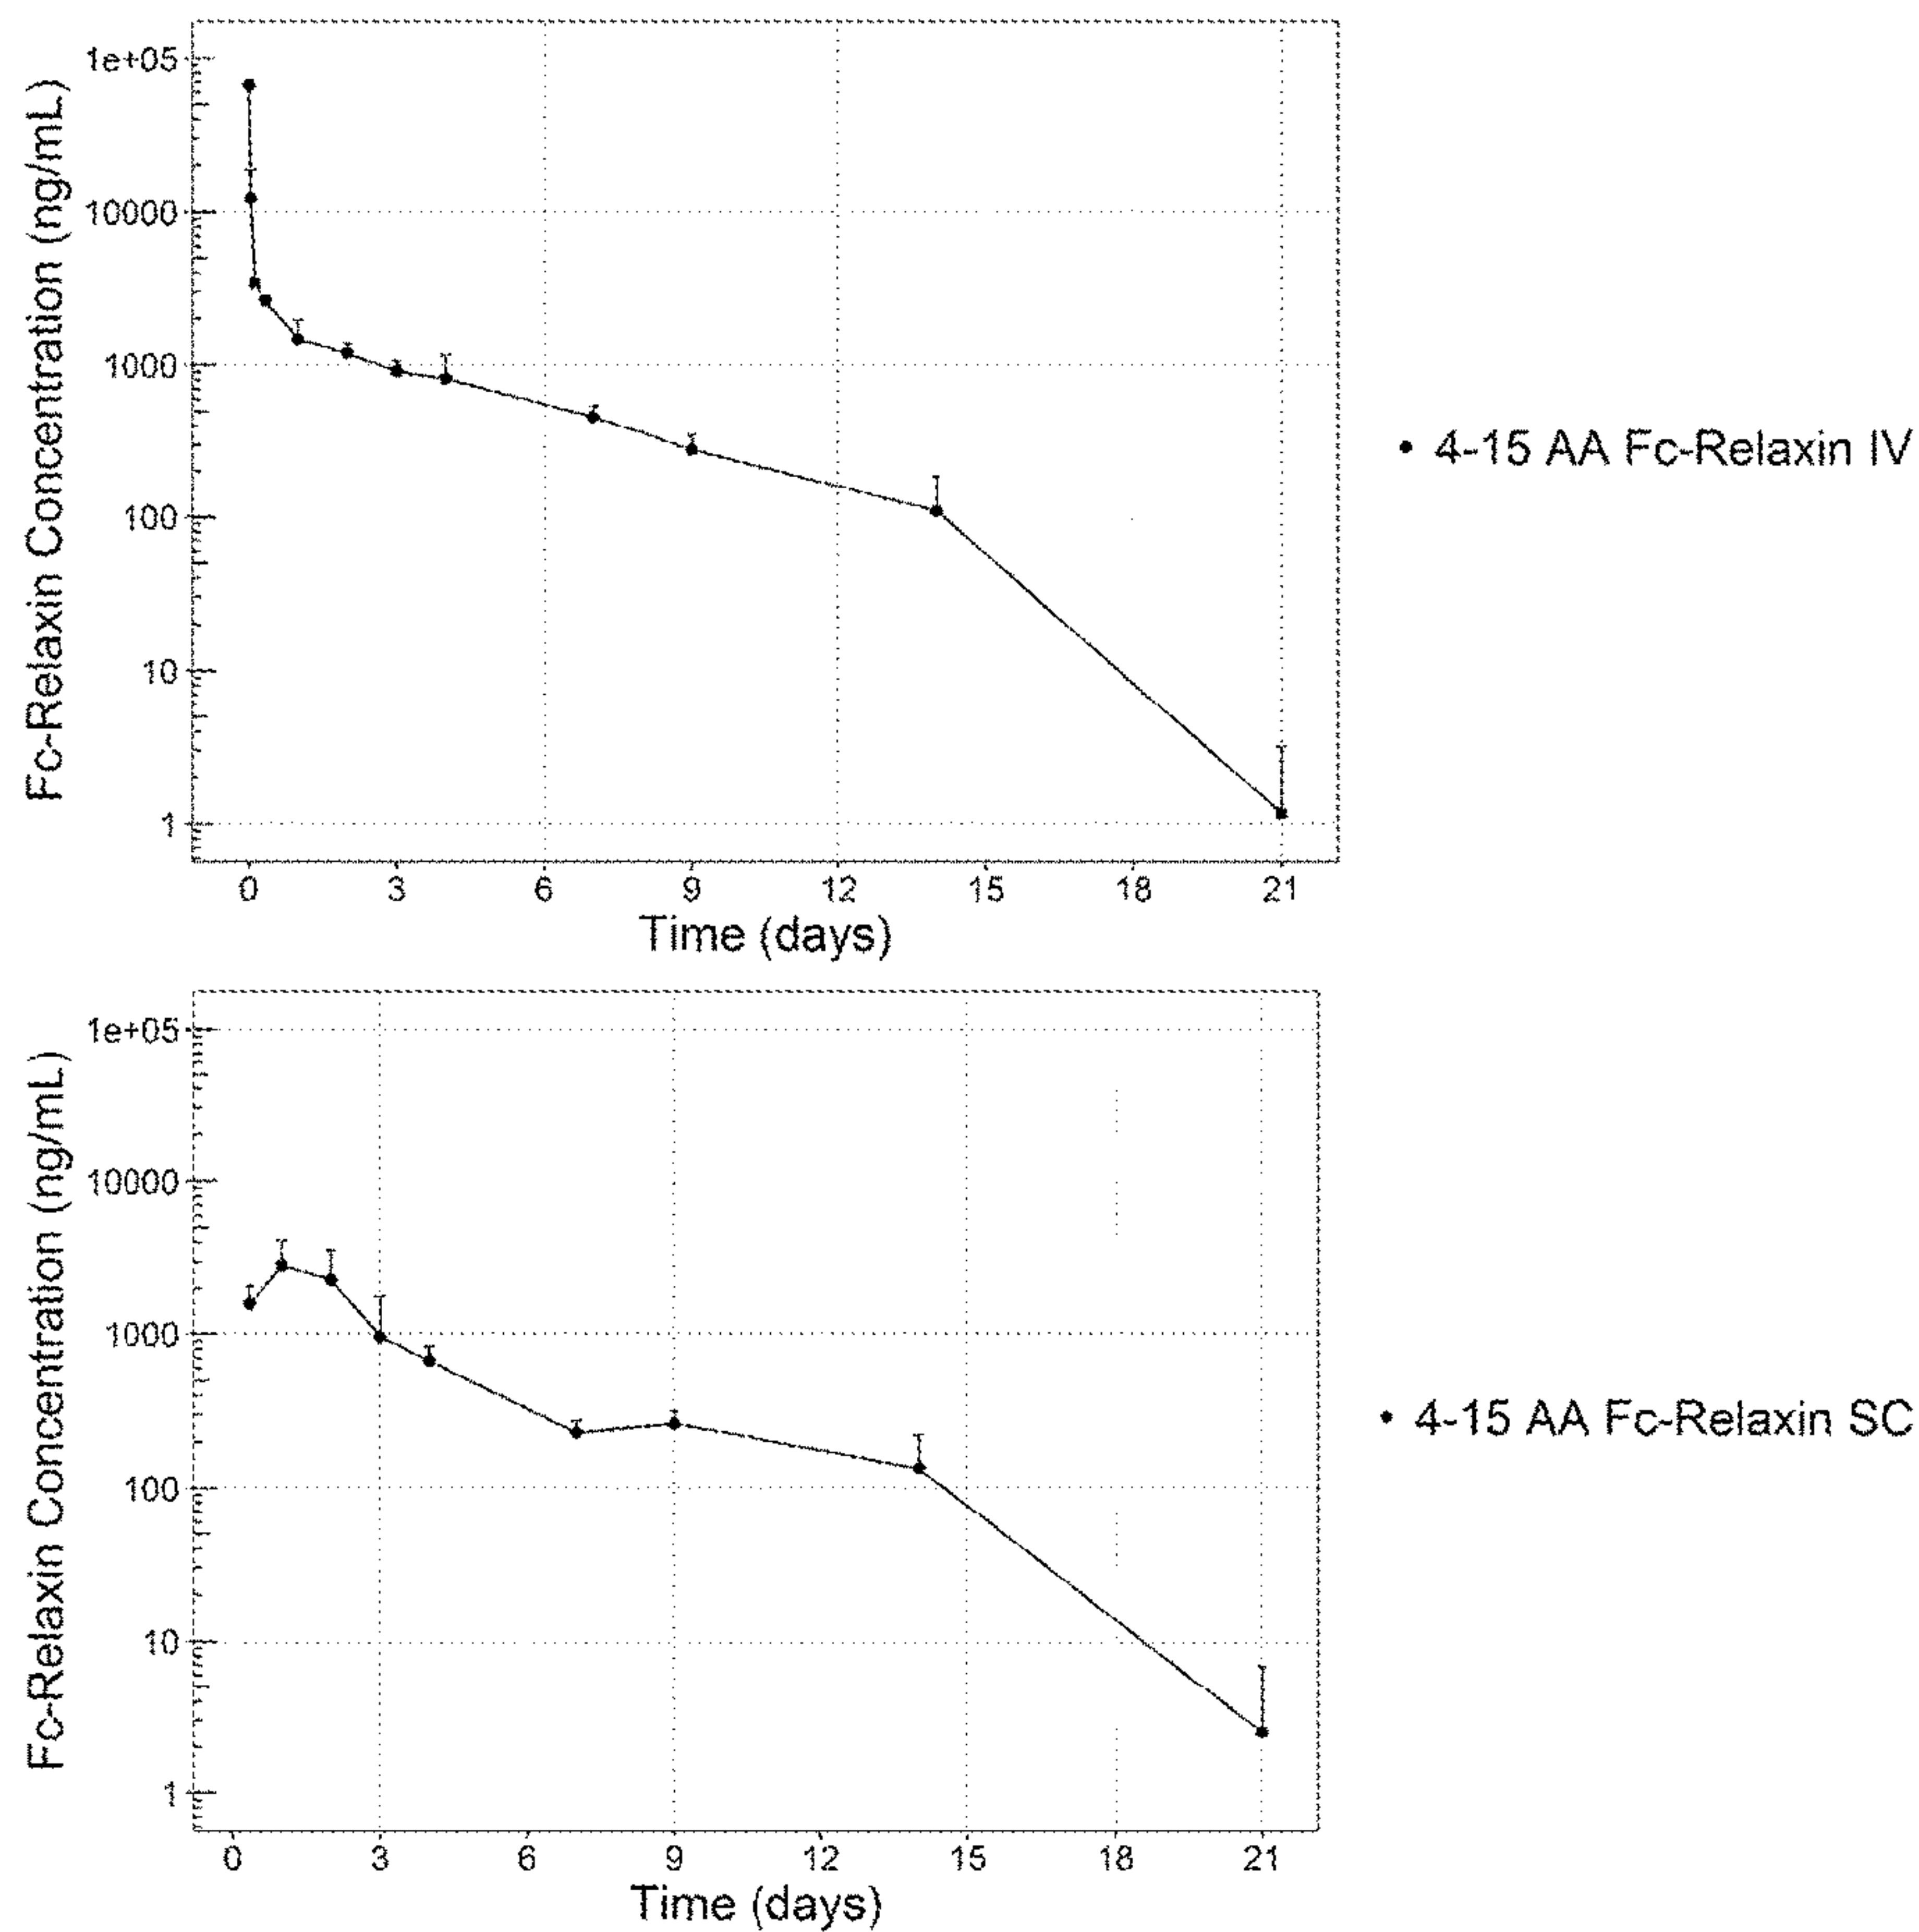 Fc-Relaxin Concentration (ng/mL)
1e+05
10000
1000
100
10
1
0 3 6 9 12 15 18 21
Time (days)
4-15 AA Fc-Relaxin IV
Fc-Relaxin Concentration (ng/mL)
1e+05
10000
1000
100
10
1
0 3 6 9 12 15 18 21
Time (days)
4-15 AA Fc-Relaxin SC